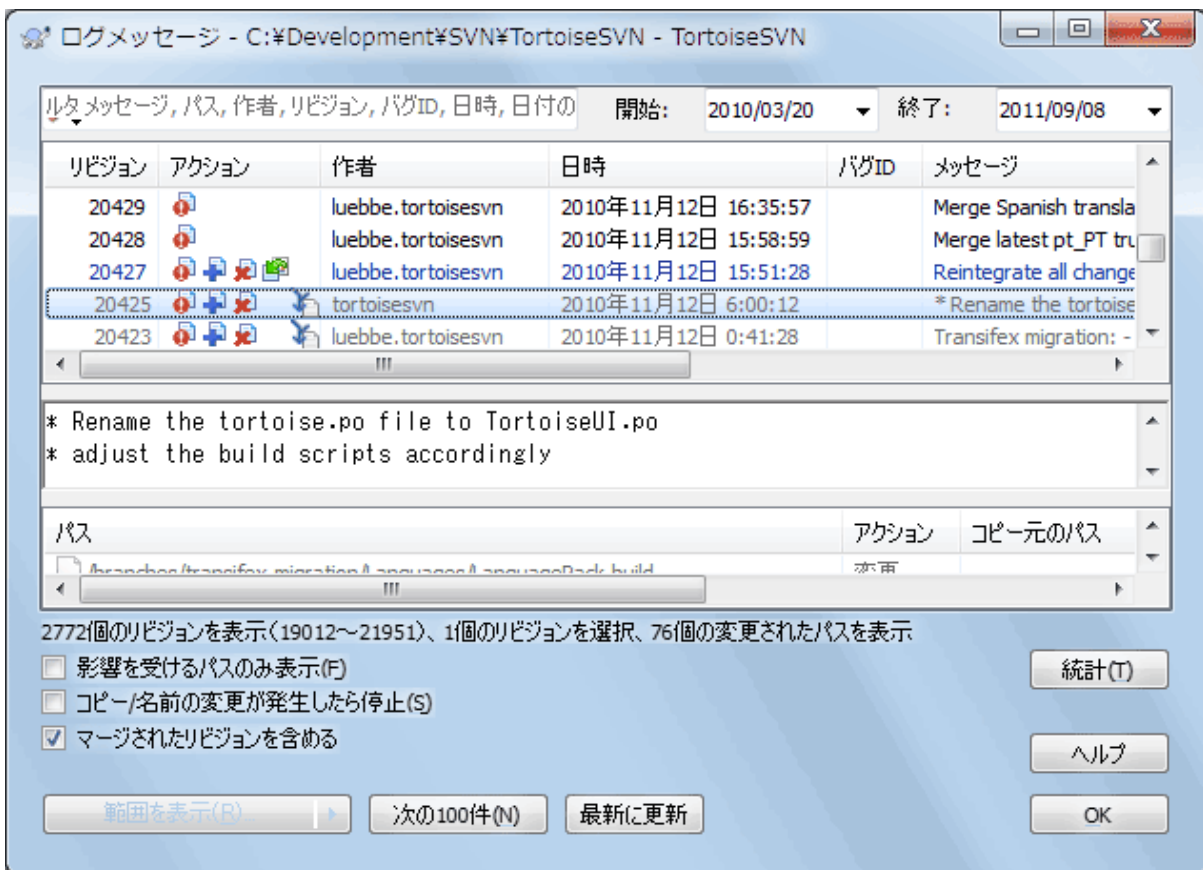 ログメッセージ - C:¥Development¥SVN¥TortoiseSVN - TortoiseSVN
ルタ メッセージ, パス, 作者, リビジョン, バグID, 日時, 日付の 開始: 2010/03/20 終了: 2011/09/08
リビジョン アクション 作者 日時 バグID メッセージ
20429 luebbe.tortoisesvn 2010年11月12日 16:35:57 Merge Spanish transla
20428 luebbe.tortoisesvn 2010年11月12日 15:58:59 Merge latest pt_PT tru
20427 luebbe.tortoisesvn 2010年11月12日 15:51:28 Reintegrate all change
20425 tortoisesvn 2010年11月12日 6:00:12 * Rename the tortoise
20423 luebbe.tortoisesvn 2010年11月12日 0:41:28 Transifex migration: -
* Rename the tortoise.po file to TortoiseUI.po
* adjust the build scripts accordingly
パス アクション コピー元のパス
/branches/transifex-migration/Languages/LanguagePack.build 変更
2772個のリビジョンを表示(19012～21951)、1個のリビジョンを選択、76個の変更されたパスを表示
影響を受けるパスのみ表示(F)
統計(T)
コピー/名前の変更が発生したら停止(S)
マージされたリビジョンを含める
ヘルプ
範囲を表示(R)... 次の100件(N) 最新に更新 OK